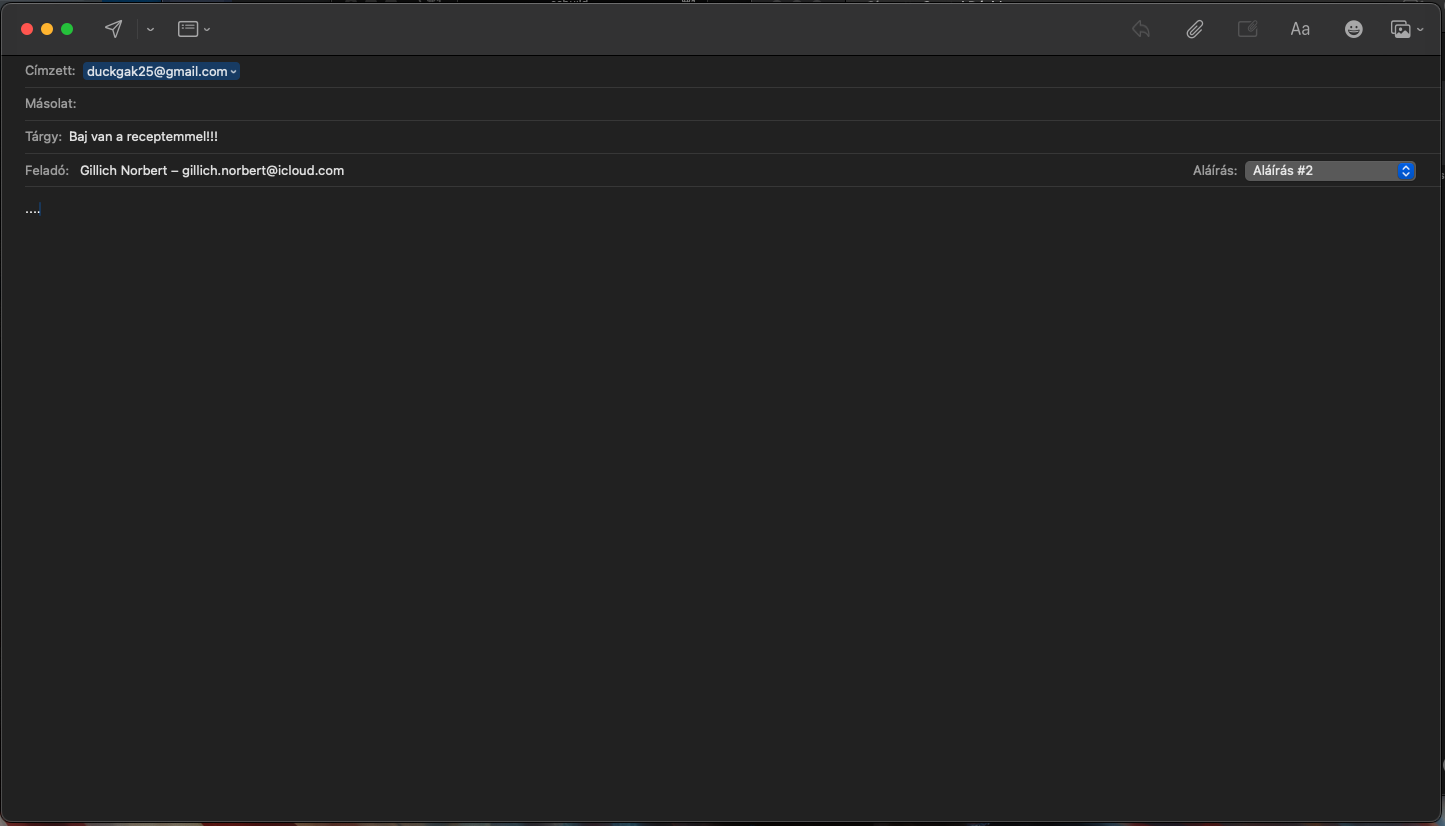 Aa
Címzett: duckgak25@gmail.com
Másolat:
Tárgy: Baj van a receptemmel!!!
Feladó: Gillich Norbert – gillich.norbert@icloud.com Aláírás: Aláírás #2
....